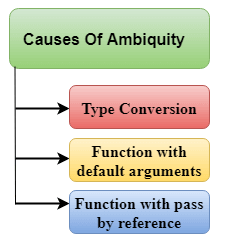 Causes Of Ambiquity
Type Conversion
Function with
default arguments
Function with pass
by reference